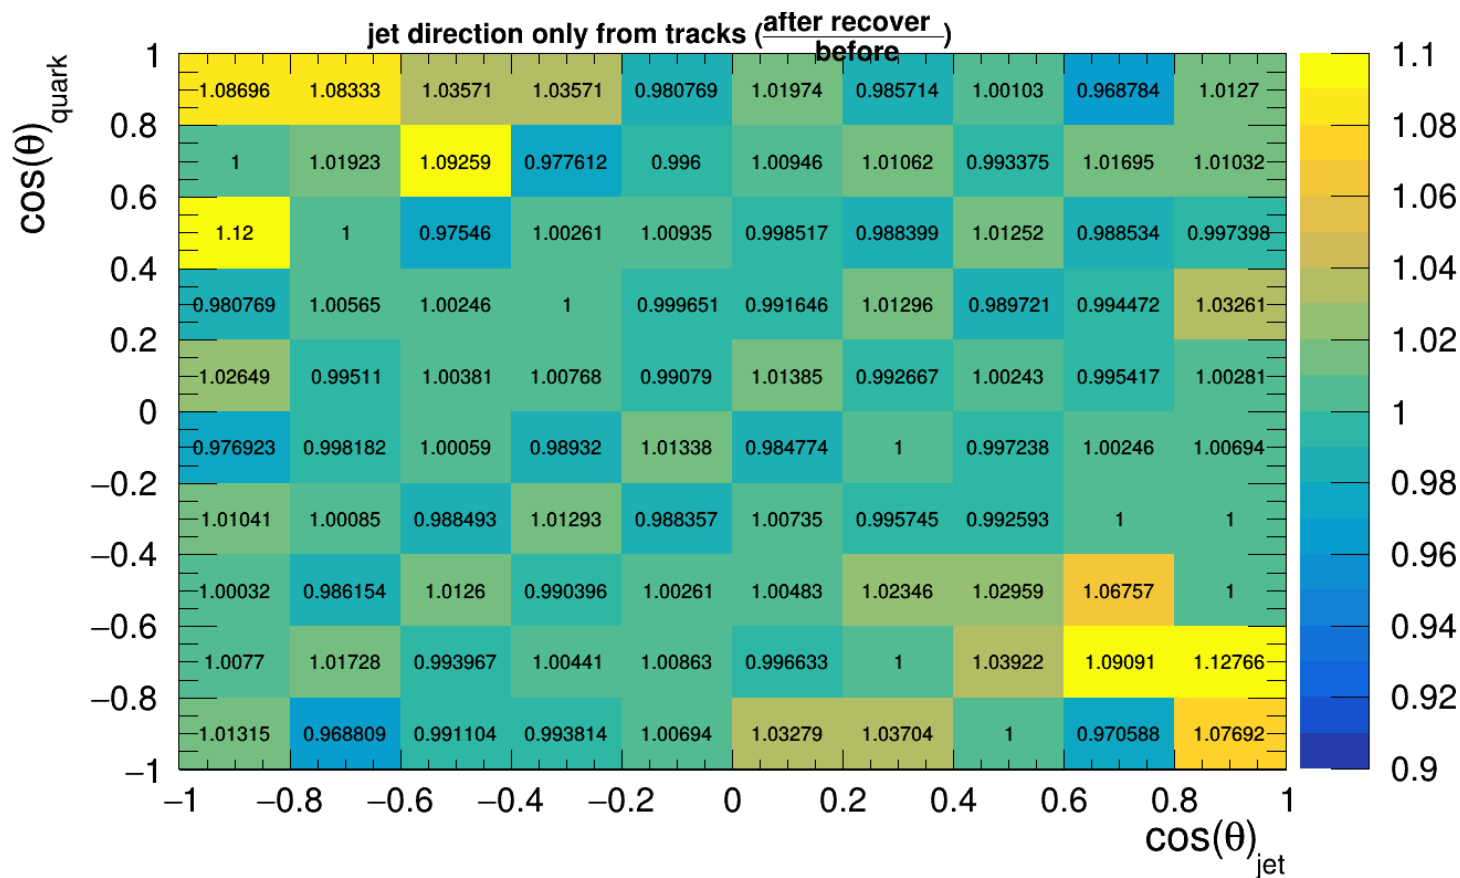 jet direction only from tracks (after recover / before)
cos(θ)quark
1 1.08696 1.08333 1.03571 1.03571 0.980769 1.01974 0.985714 1.00103 0.968784 1.0127 1.1
0.8 1 1.01923 1.09259 0.977612 0.996 1.00946 1.01062 0.993375 1.01695 1.01032 1.08
0.6 1.12 1 0.97546 1.00261 1.00935 0.998517 0.988399 1.01252 0.988534 0.997398 1.06
0.4 0.980769 1.00565 1.00246 1 0.999651 0.991646 1.01296 0.989721 0.994472 1.03261 1.04
0.2 1.02649 0.99511 1.00381 1.00768 0.99079 1.01385 0.992667 1.00243 0.995417 1.00281 1.02
0 0.976923 0.998182 1.00059 0.98932 1.01338 0.984774 1 0.997238 1.00246 1.00694 1
−0.2 1.01041 1.00085 0.988493 1.01293 0.988357 1.00735 0.995745 0.992593 1 1 0.98
−0.4 1.00032 0.986154 1.0126 0.990396 1.00261 1.00483 1.02346 1.02959 1.06757 1 0.96
−0.6 1.0077 1.01728 0.993967 1.00441 1.00863 0.996633 1 1.03922 1.09091 1.12766 0.94
−0.8 1.01315 0.968809 0.991104 0.993814 1.00694 1.03279 1.03704 1 0.970588 1.07692 0.92
−1 0.9
−1 −0.8 −0.6 −0.4 −0.2 0 0.2 0.4 0.6 0.8 1
cos(θ)jet